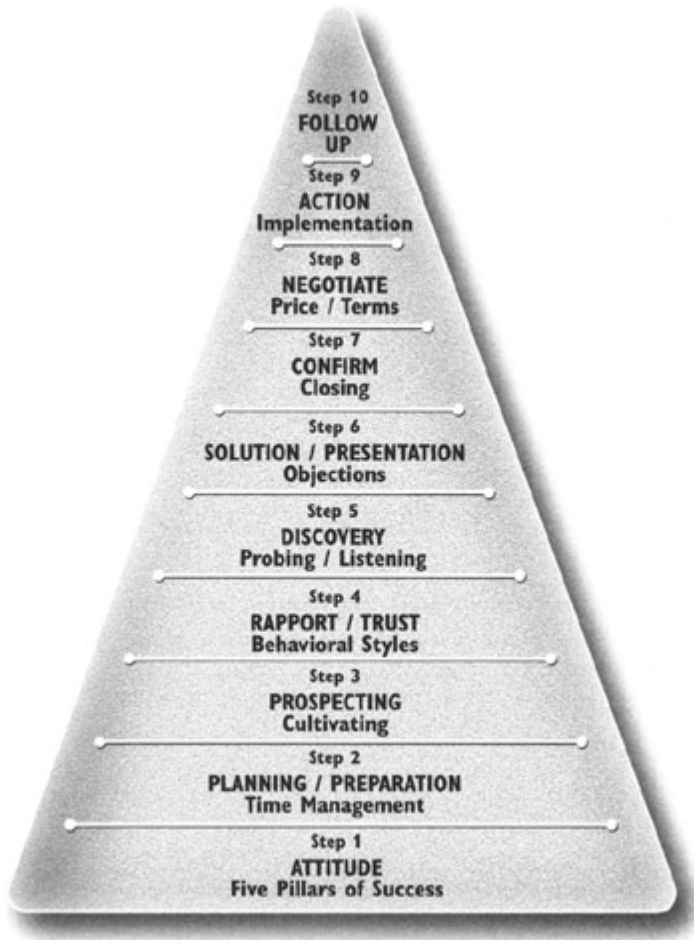 Step 10
FOLLOW
UP
Step 9
ACTION
Implementation
Step 8
NEGOTIATE
Price / Terms
Step 7
CONFIRM
Closing
Step 6
SOLUTION / PRESENTATION
Objections
Step 5
DISCOVERY
Probing / Listening
Step 4
RAPPORT / TRUST
Behavioral Styles
Step 3
PROSPECTING
Cultivating
Step 2
PLANNING / PREPARATION
Time Management
Step 1
ATTITUDE
Five Pillars of Success